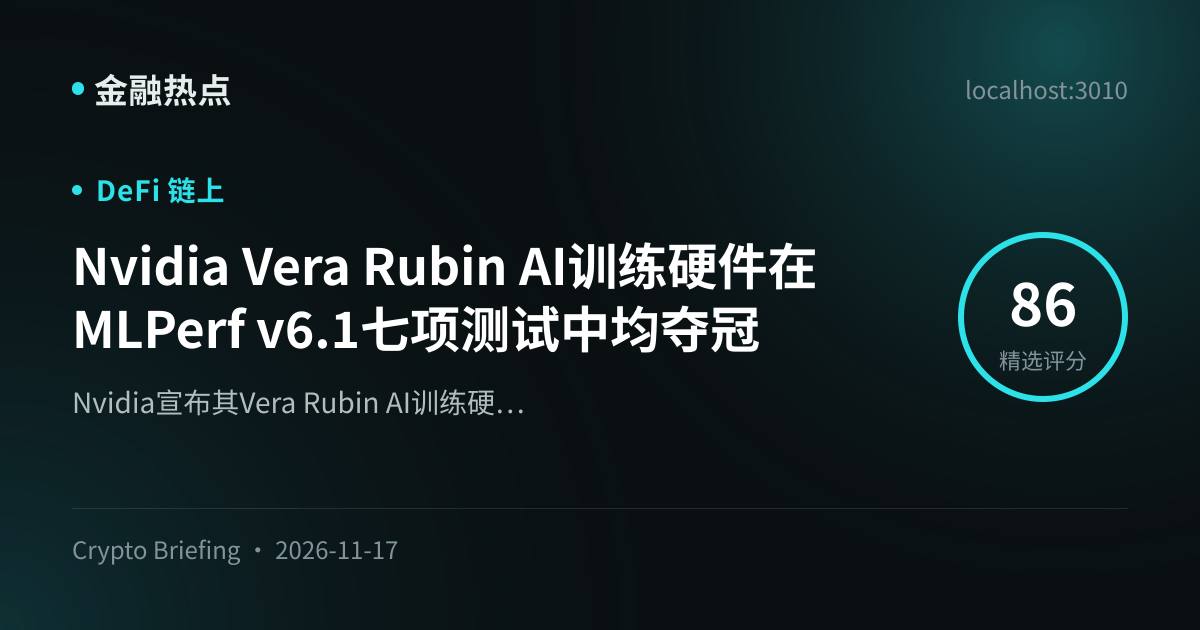 金融热点
localhost:3010
DeFi 链上
Nvidia Vera Rubin AI训练硬件在
MLPerf v6.1七项测试中均夺冠
86
精选评分
Nvidia宣布其Vera Rubin AI训练硬…
Crypto Briefing · 2026-11-17